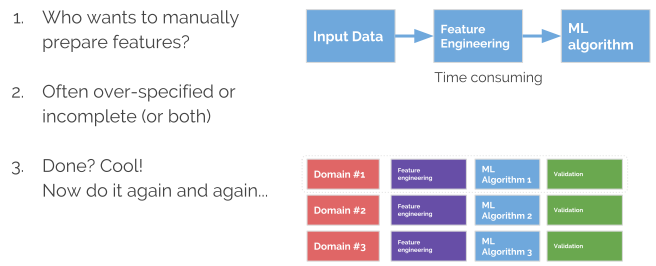 1. Who wants to manually
prepare features?
2. Often over-specified or
incomplete (or both)
3. Done? Cool!
Now do it again and again...
Input Data
Feature
Engineering
ML
algorithm
Time consuming
Domain #1
Feature
engineering
ML
Algorithm 1
Validation
Domain #2
Feature
engineering
ML
Algorithm 2
Validation
Domain #3
Feature
engineering
ML
Algorithm 3
Validation